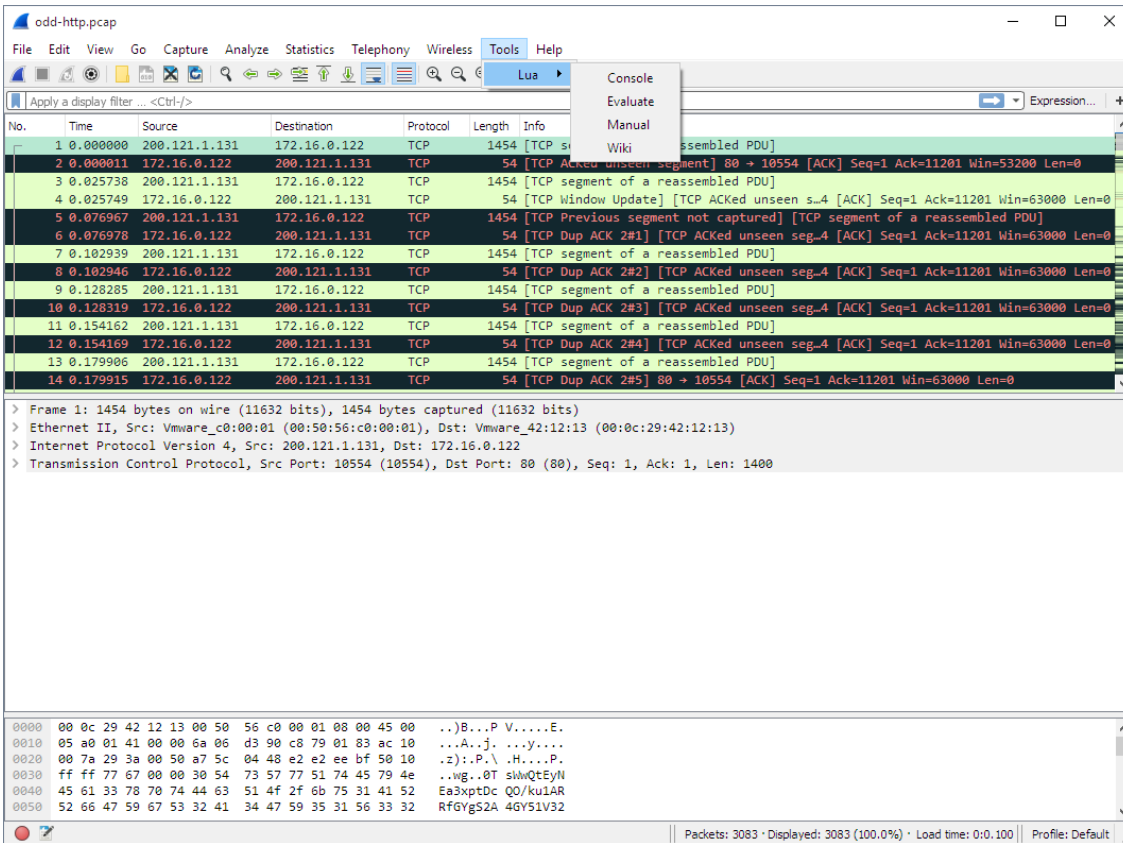 odd-http.pcap
File Edit View Go Capture Analyze Statistics Telephony Wireless Tools Help
Lua
Console
Evaluate
Manual
Wiki
Apply a display filter ... <Ctrl-/>
Expression... +
No. Time Source Destination Protocol Length Info
1 0.000000 200.121.1.131 172.16.0.122 TCP 1454 [TCP s ssembled PDU]
2 0.000011 172.16.0.122 200.121.1.131 TCP 54 [TCP ACKed unseen segment] 80 → 10554 [ACK] Seq=1 Ack=11201 Win=53200 Len=0
3 0.025738 200.121.1.131 172.16.0.122 TCP 1454 [TCP segment of a reassembled PDU]
4 0.025749 172.16.0.122 200.121.1.131 TCP 54 [TCP Window Update] [TCP ACKed unseen s…4 [ACK] Seq=1 Ack=11201 Win=63000 Len=0
5 0.076967 200.121.1.131 172.16.0.122 TCP 1454 [TCP Previous segment not captured] [TCP segment of a reassembled PDU]
6 0.076978 172.16.0.122 200.121.1.131 TCP 54 [TCP Dup ACK 2#1] [TCP ACKed unseen seg…4 [ACK] Seq=1 Ack=11201 Win=63000 Len=0
7 0.102939 200.121.1.131 172.16.0.122 TCP 1454 [TCP segment of a reassembled PDU]
8 0.102946 172.16.0.122 200.121.1.131 TCP 54 [TCP Dup ACK 2#2] [TCP ACKed unseen seg…4 [ACK] Seq=1 Ack=11201 Win=63000 Len=0
9 0.128285 200.121.1.131 172.16.0.122 TCP 1454 [TCP segment of a reassembled PDU]
10 0.128319 172.16.0.122 200.121.1.131 TCP 54 [TCP Dup ACK 2#3] [TCP ACKed unseen seg…4 [ACK] Seq=1 Ack=11201 Win=63000 Len=0
11 0.154162 200.121.1.131 172.16.0.122 TCP 1454 [TCP segment of a reassembled PDU]
12 0.154169 172.16.0.122 200.121.1.131 TCP 54 [TCP Dup ACK 2#4] [TCP ACKed unseen seg…4 [ACK] Seq=1 Ack=11201 Win=63000 Len=0
13 0.179906 200.121.1.131 172.16.0.122 TCP 1454 [TCP segment of a reassembled PDU]
14 0.179915 172.16.0.122 200.121.1.131 TCP 54 [TCP Dup ACK 2#5] 80 → 10554 [ACK] Seq=1 Ack=11201 Win=63000 Len=0
> Frame 1: 1454 bytes on wire (11632 bits), 1454 bytes captured (11632 bits)
> Ethernet II, Src: Vmware_c0:00:01 (00:50:56:c0:00:01), Dst: Vmware_42:12:13 (00:0c:29:42:12:13)
> Internet Protocol Version 4, Src: 200.121.1.131, Dst: 172.16.0.122
> Transmission Control Protocol, Src Port: 10554 (10554), Dst Port: 80 (80), Seq: 1, Ack: 1, Len: 1400
0000 00 0c 29 42 12 13 00 50 56 c0 00 01 08 00 45 00 ..)B...P V.....E.
0010 05 a0 01 41 00 00 6a 06 d3 90 c8 79 01 83 ac 10 ...A..j. ...y....
0020 00 7a 29 3a 00 50 a7 5c 04 48 e2 e2 ee bf 50 10 .z):.P.\ .H....P.
0030 ff ff 77 67 00 00 30 54 73 57 77 51 74 45 79 4e ..wg..0T sWwQtEyN
0040 45 61 33 78 70 74 44 63 51 4f 2f 6b 75 31 41 52 Ea3xptDc QO/ku1AR
0050 52 66 47 59 67 53 32 41 34 47 59 35 31 56 33 32 RfGYgS2A 4GY51V32
Packets: 3083 · Displayed: 3083 (100.0%) · Load time: 0:0.100 Profile: Default